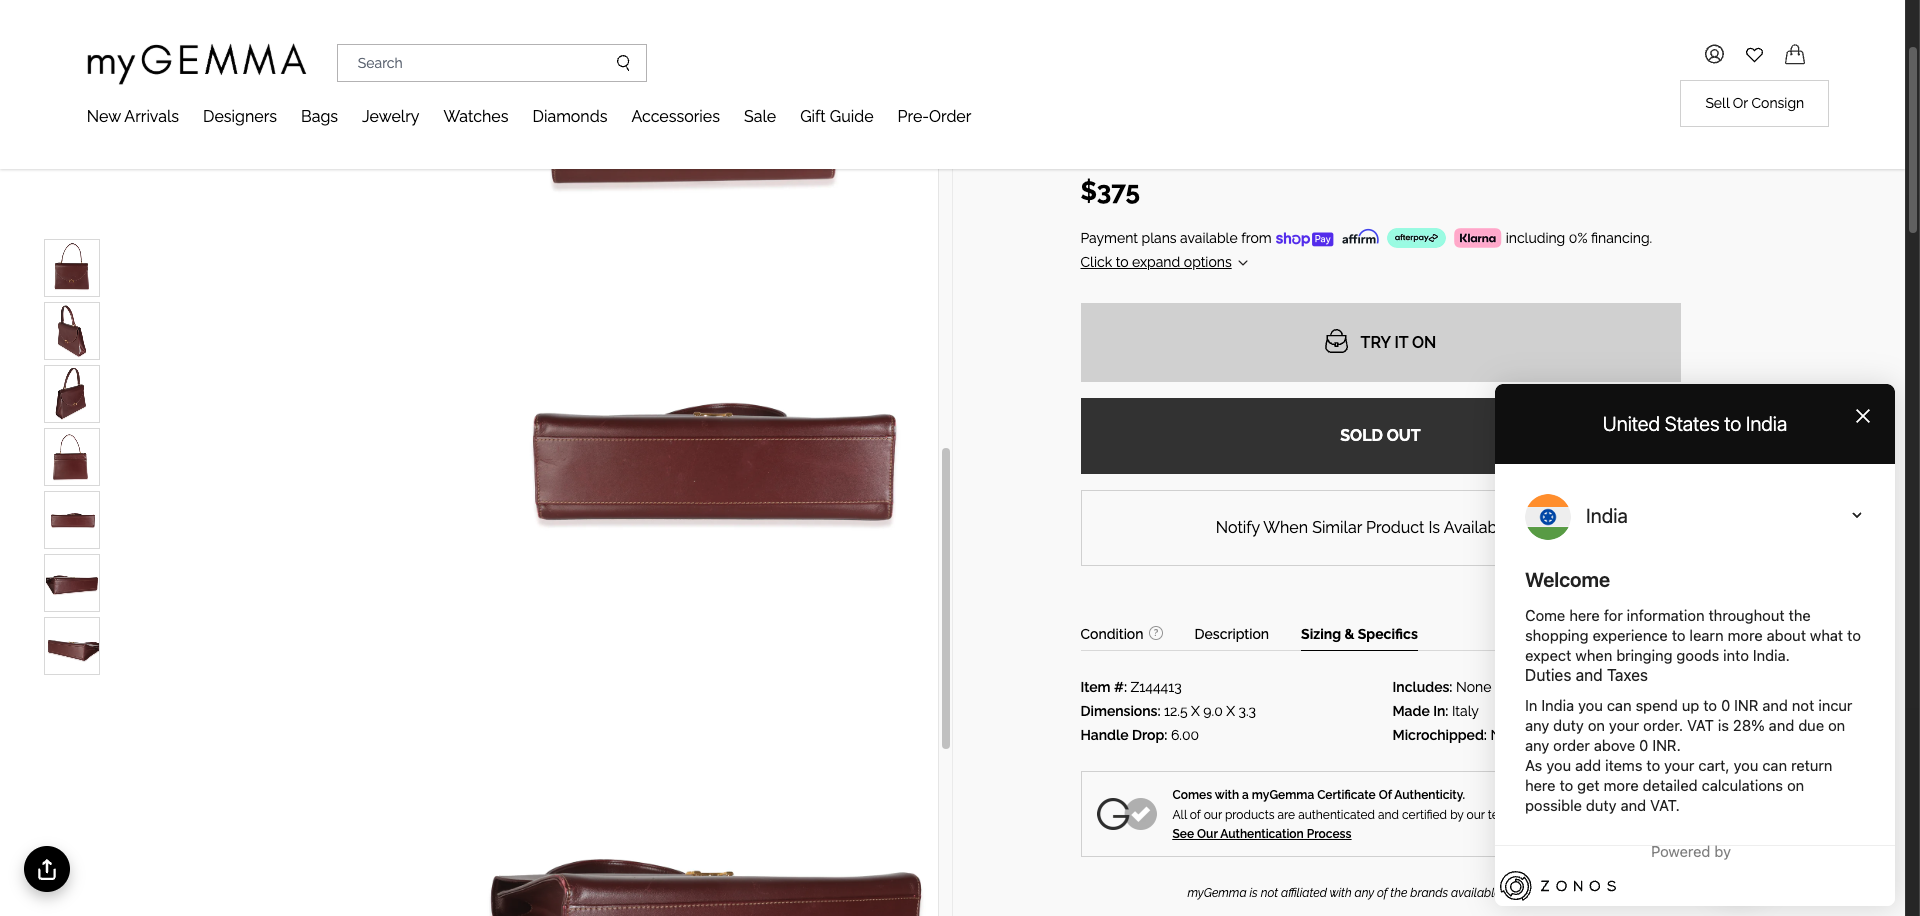 myGEMMA
Search
New Arrivals
Designers
Bags
Jewelry
Watches
Diamonds
Accessories
Sale
Gift Guide
Pre-Order
Sell Or Consign
$375
Payment plans available from shop Pay affirm afterpay Klarna including 0% financing.
Click to expand options
TRY IT ON
SOLD OUT
Notify When Similar Product Is
Condition ?
Description
Sizing & Specifics
Item #: Z144413
Dimensions: 12.5 X 9.0 X 3.3
Handle Drop: 6.00
Includes: None
Made In: Italy
Microchipped:
Comes with a myGemma Certificate Of Authenticity.
All of our products are authenticated and certified by our
See Our Authentication Process
myGemma is not affiliated with any of the brands
United States to India
India
Welcome
Come here for information throughout the
shopping experience to learn more about what to
expect when bringing goods into India.
Duties and Taxes
In India you can spend up to 0 INR and not incur
any duty on your order. VAT is 28% and due on
any order above 0 INR.
As you add items to your cart, you can return
here to get more detailed calculations on
possible duty and VAT.
Powered by
ZONOS